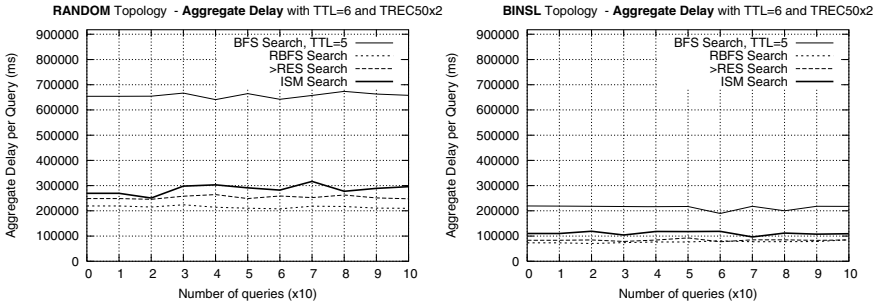 RANDOM Topology - Aggregate Delay with TTL=6 and TREC50x2
Aggregate Delay per Query (ms)
900000
800000
700000
600000
500000
400000
300000
200000
100000
0
BFS Search, TTL=5
RBFS Search
>RES Search
ISM Search
0 1 2 3 4 5 6 7 8 9 10
Number of queries (x10)
BINSL Topology - Aggregate Delay with TTL=6 and TREC50x2
Aggregate Delay per Query (ms)
900000
800000
700000
600000
500000
400000
300000
200000
100000
0
BFS Search, TTL=5
RBFS Search
>RES Search
ISM Search
0 1 2 3 4 5 6 7 8 9 10
Number of queries (x10)